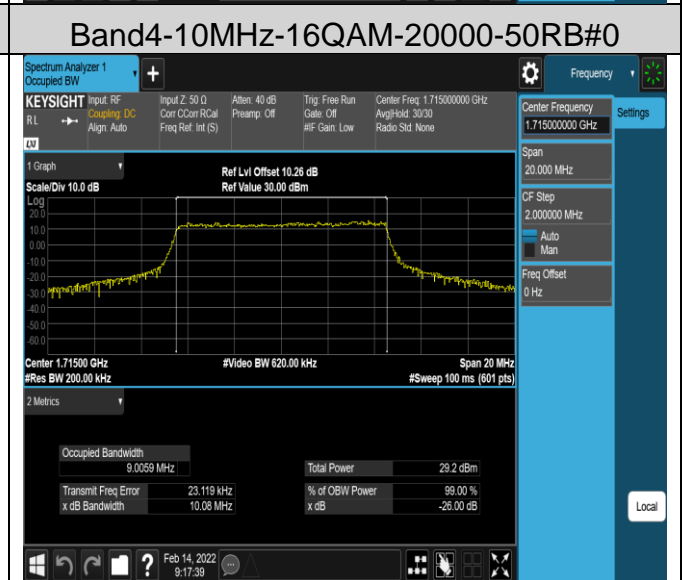 Band4-10MHz-16QAM-20000-50RB#0
Spectrum Analyzer 1
Occupied BW
Frequency
KEYSIGHT
RL
Input: RF
Coupling: DC
Align: Auto
Input Z: 50 Ω
Corr CCorr RCal
Freq Ref: Int (S)
Atten: 40 dB
Preamp: Off
Trig: Free Run
Gate: Off
#IF Gain: Low
Center Freq: 1.715000000 GHz
Avg|Hold: 30/30
Radio Std: None
LXI
Center Frequency
1.715000000 GHz
Settings
Span
20.000 MHz
CF Step
2.000000 MHz
Auto
Man
Freq Offset
0 Hz
1 Graph
Scale/Div 10.0 dB
Ref Lvl Offset 10.26 dB
Ref Value 30.00 dBm
Log
20.0
10.0
0.00
-10.0
-20.0
-30.0
-40.0
-50.0
-60.0
Center 1.71500 GHz
#Video BW 620.00 kHz
Span 20 MHz
#Res BW 200.00 kHz
#Sweep 100 ms (601 pts)
2 Metrics
Occupied Bandwidth
9.0059 MHz
Total Power 29.2 dBm
Transmit Freq Error 23.119 kHz
% of OBW Power 99.00 %
x dB Bandwidth 10.08 MHz
x dB -26.00 dB
Local
?
Feb 14, 2022
9:17:39